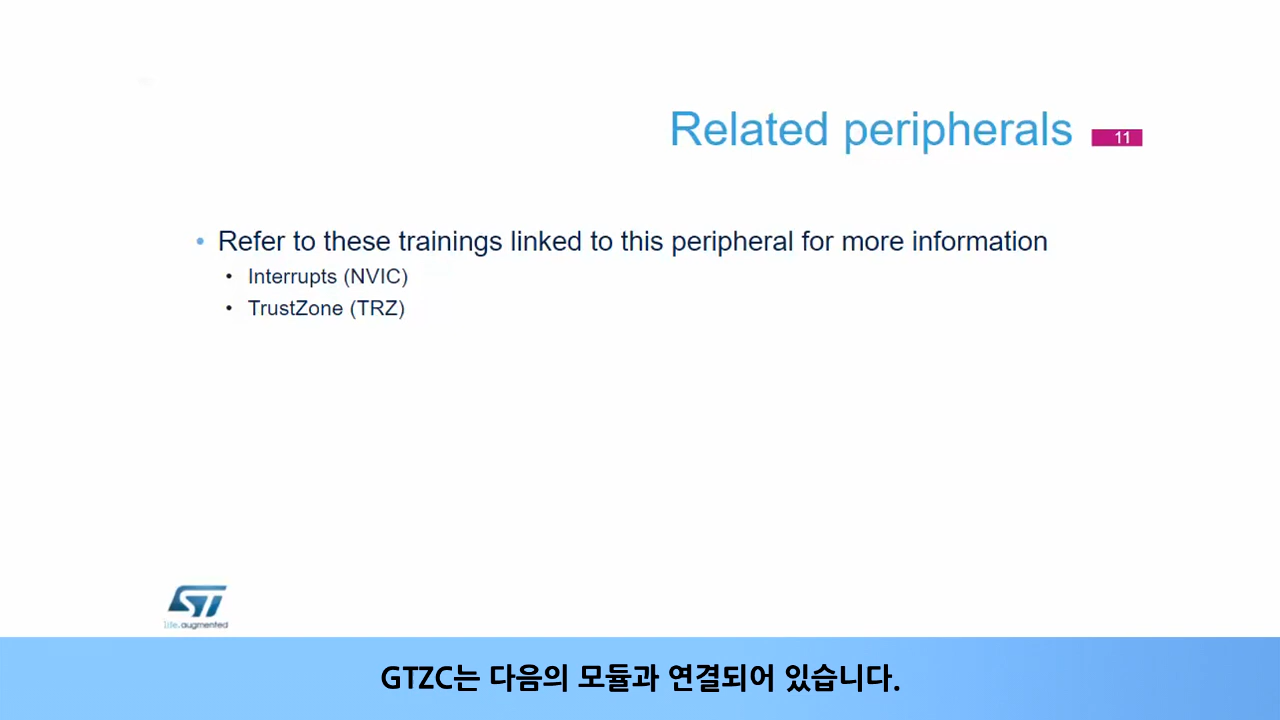 Related peripherals
11
• Refer to these trainings linked to this peripheral for more information
• Interrupts (NVIC)
• TrustZone (TRZ)
ST
life.augmented
GTZC는 다음의 모듈과 연결되어 있습니다.